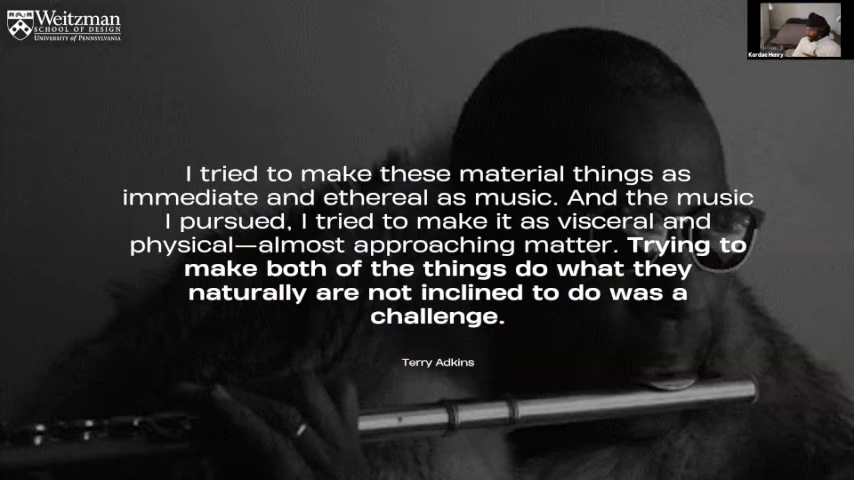 Weitzman
SCHOOL OF DESIGN
UNIVERSITY of PENNSYLVANIA
Kordae Henry
I tried to make these material things as
immediate and ethereal as music. And the music
I pursued, I tried to make it as visceral and
physical—almost approaching matter. Trying to
make both of the things do what they
naturally are not inclined to do was a
challenge.
Terry Adkins